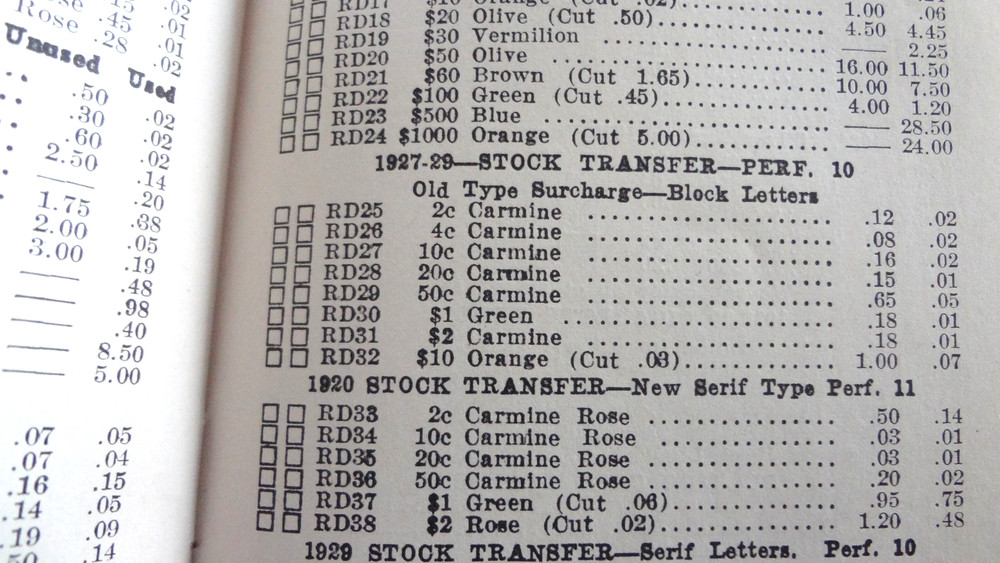 Rose .28 .01
.02
Unused Used
.. .50 .02
.. .30 .02
.. .60 .02
. 2.50 .14
. —— .20
. 1.75 .38
2.00 .05
3.00 .19
—— .48
—— .98
—— .40
—— 8.50
—— 5.00
.07 .05
.07 .04
.16 .15
.14 .05
.19 .09
.14
RD17 $10 Orange (Cut .02) 1.00 .06
RD18 $20 Olive (Cut .50) .......... 4.50 4.45
RD19 $30 Vermilion .......... —— 2.25
RD20 $50 Olive .......... 16.00 11.50
RD21 $60 Brown (Cut 1.65) .......... 10.00 7.50
RD22 $100 Green (Cut .45) .......... 4.00 1.20
RD23 $500 Blue .......... —— 28.50
RD24 $1000 Orange (Cut 5.00) .......... —— 24.00
1927-29—STOCK TRANSFER—PERF. 10
Old Type Surcharge—Block Letters
RD25 2c Carmine .......... .12 .02
RD26 4c Carmine .......... .08 .02
RD27 10c Carmine .......... .16 .02
RD28 20c Carmine .......... .15 .01
RD29 50c Carmine .......... .65 .05
RD30 $1 Green .......... .18 .01
RD31 $2 Carmine .......... .18 .01
RD32 $10 Orange (Cut .03) .......... 1.00 .07
1920 STOCK TRANSFER—New Serif Type Perf. 11
RD33 2c Carmine Rose .......... .50 .14
RD34 10c Carmine Rose .......... .03 .01
RD35 20c Carmine Rose .......... .03 .01
RD36 50c Carmine Rose .......... .20 .02
RD37 $1 Green (Cut .06) .......... .95 .75
RD38 $2 Rose (Cut .02) .......... 1.20 .48
1929 STOCK TRANSFER—Serif Letters. Perf. 10